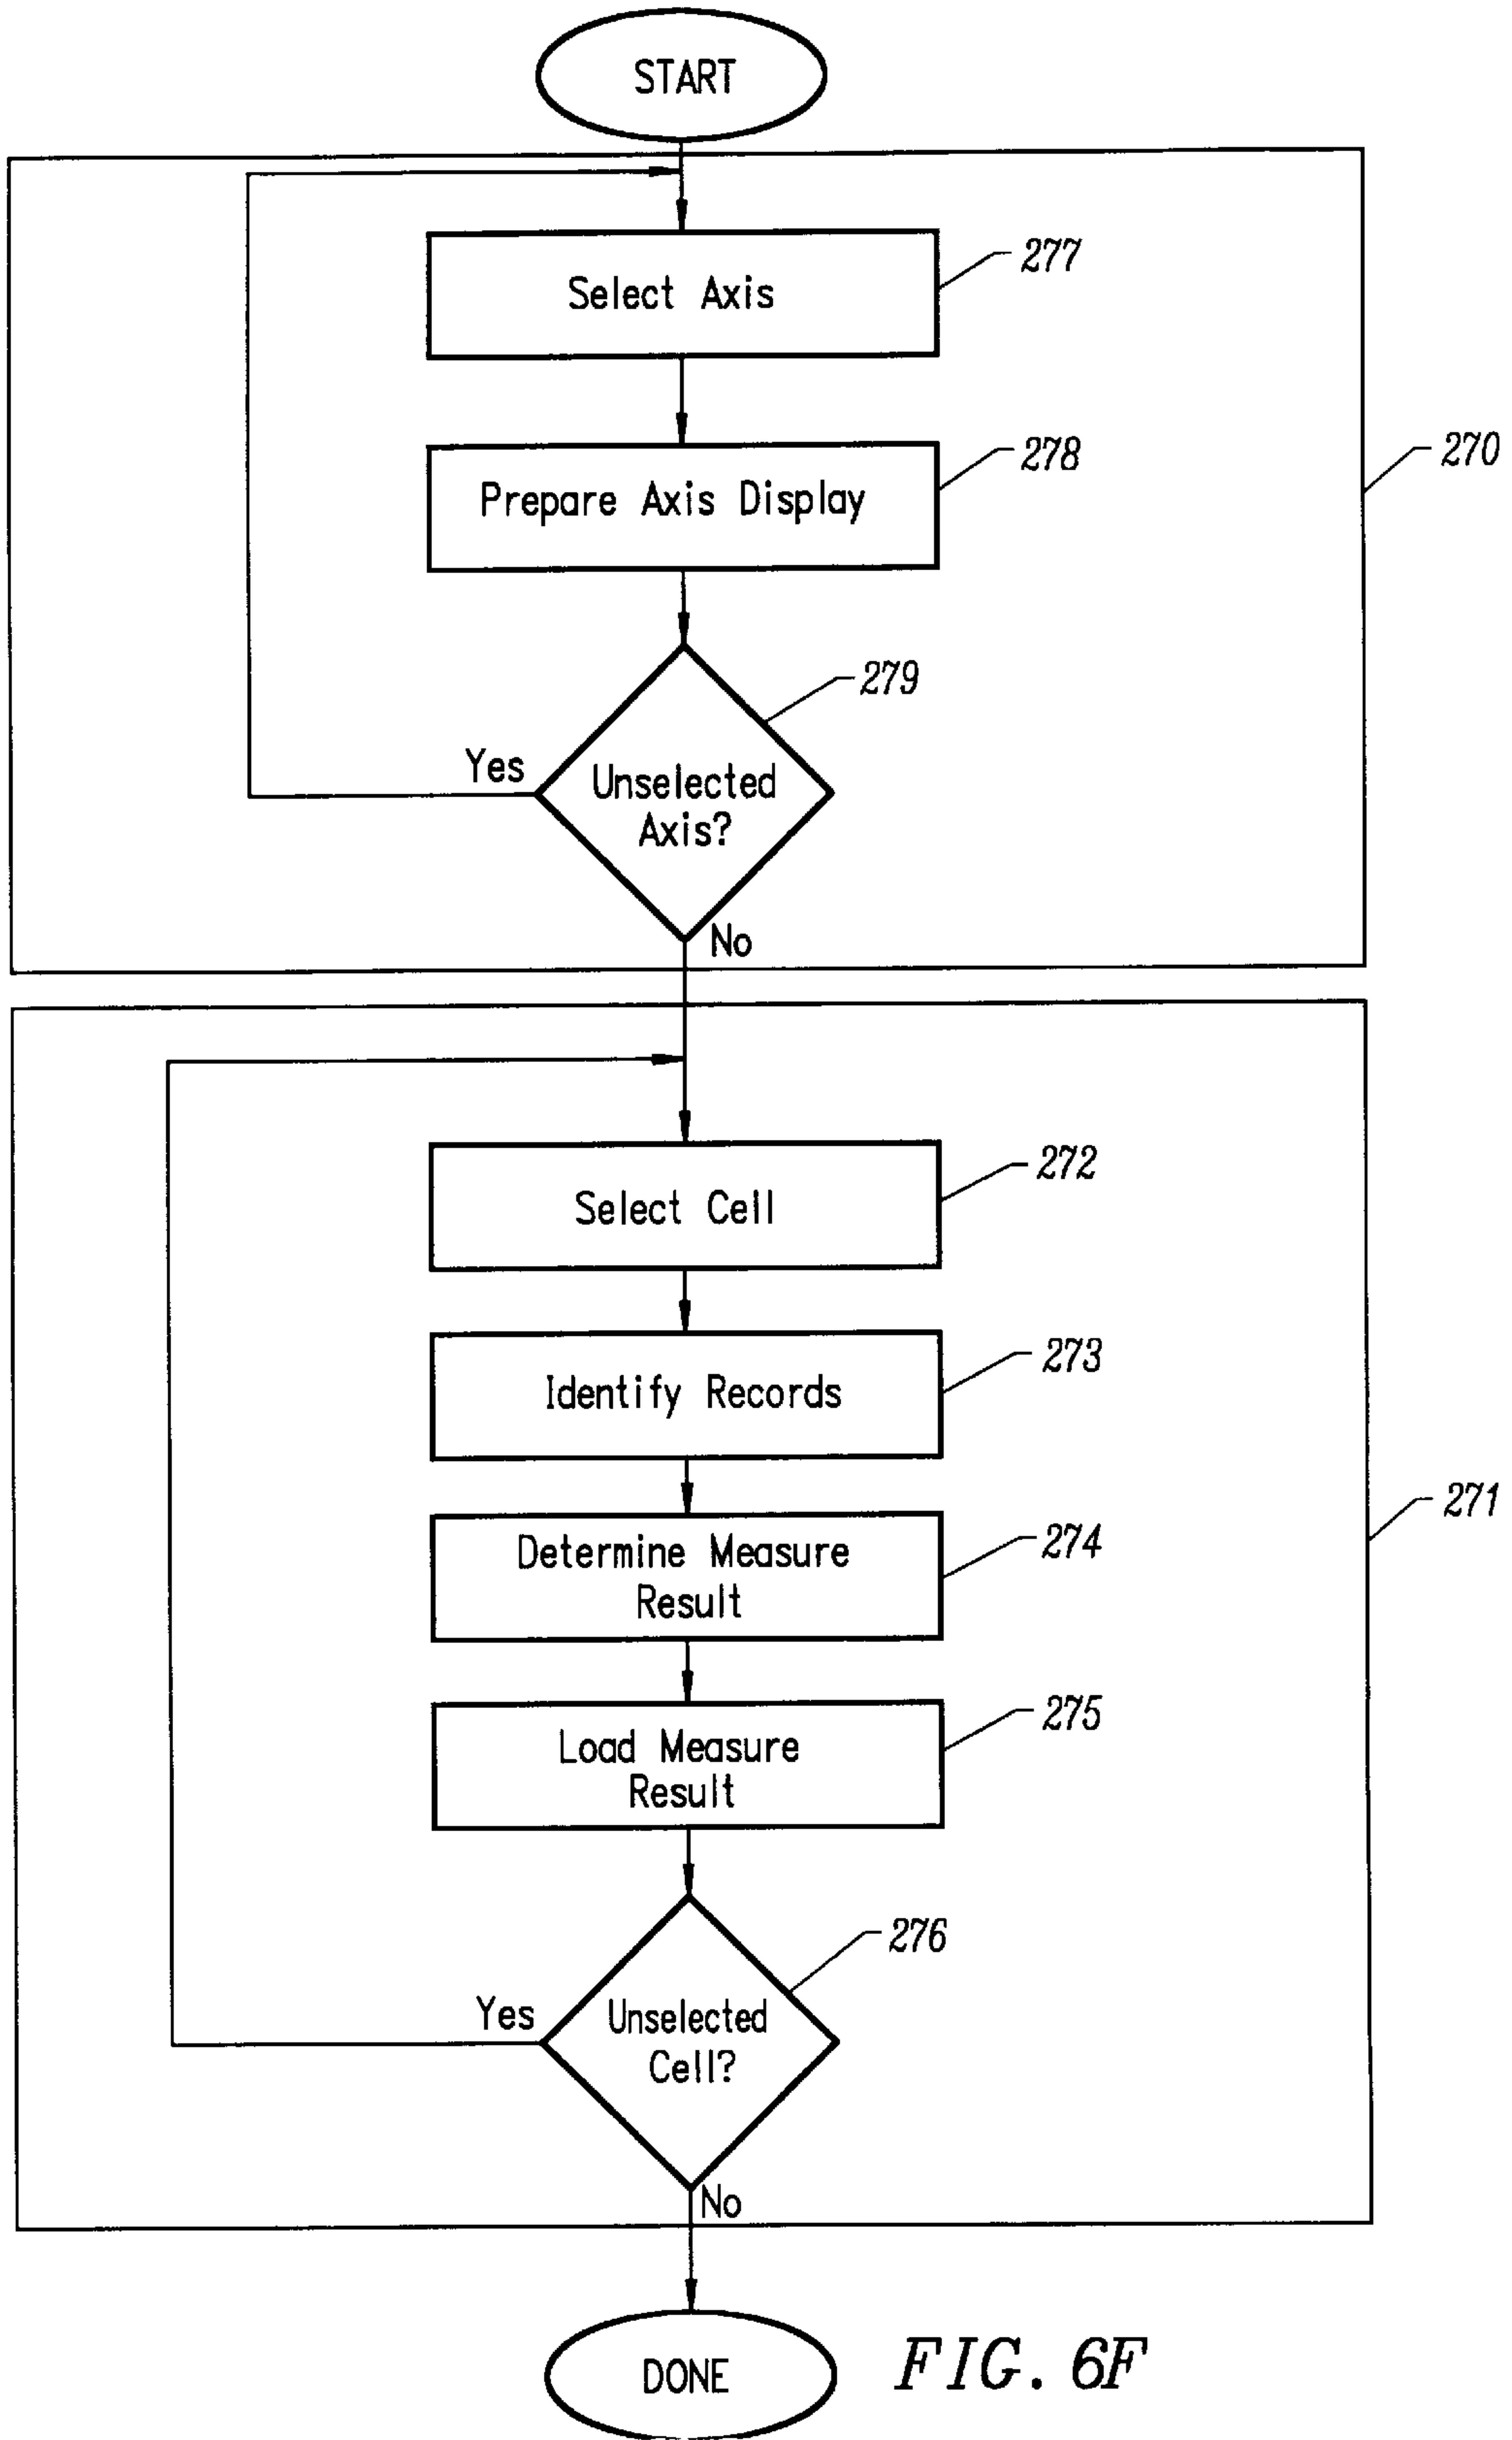 START
277
Select Axis
278
Prepare Axis Display
270
279
Yes
Unselected
Axis?
No
272
Select Cell
273
Identify Records
274
Determine Measure
Result
271
275
Load Measure
Result
276
Yes
Unselected
Cell?
No
DONE
FIG. 6F